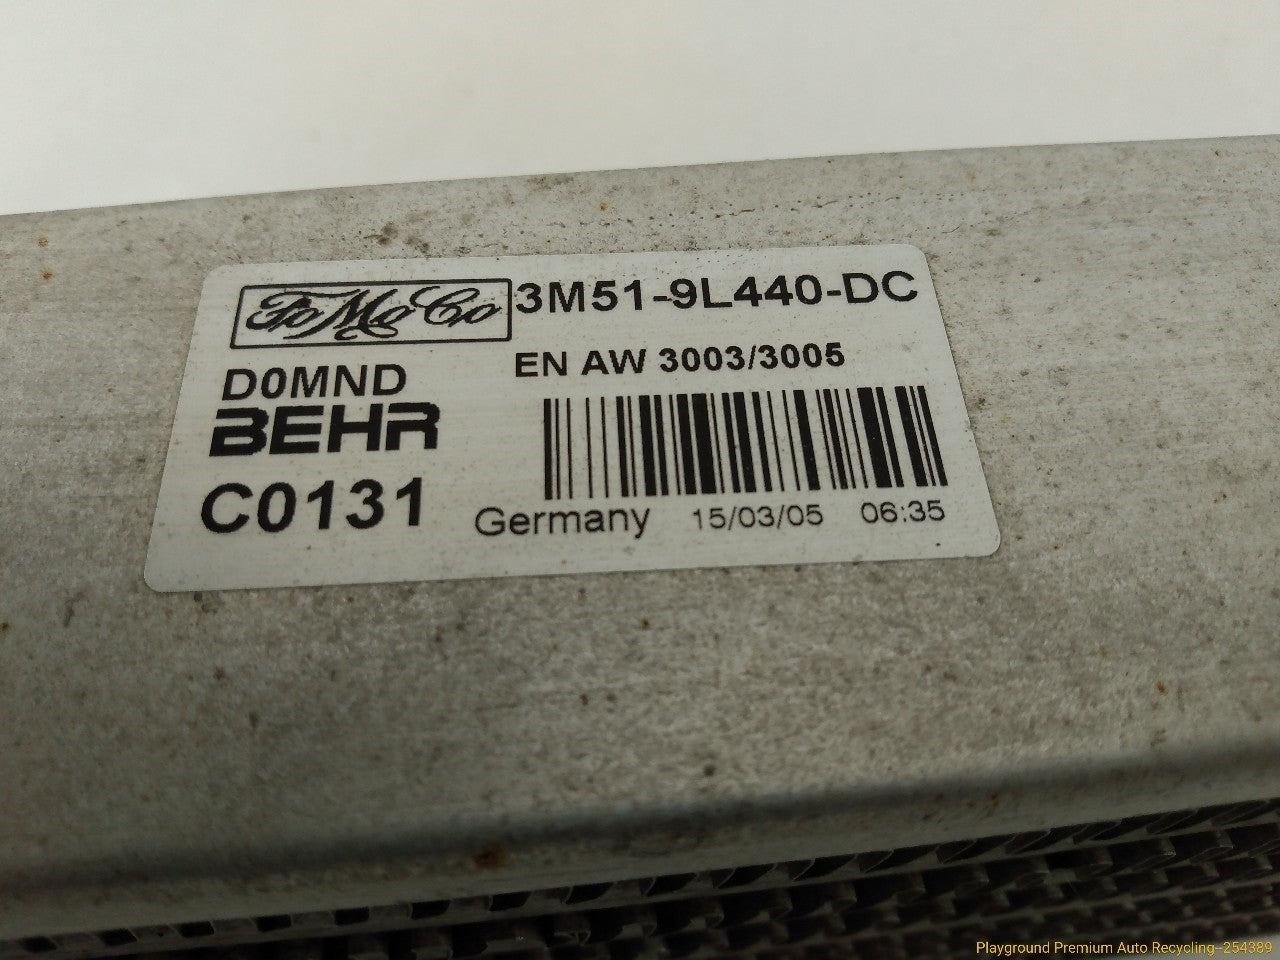 FoMoCo 3M51-9L440-DC
EN AW 3003/3005
D0MND
BEHR
C0131
Germany 15/03/05 06:35
Playground Premium Auto Recycling--254389